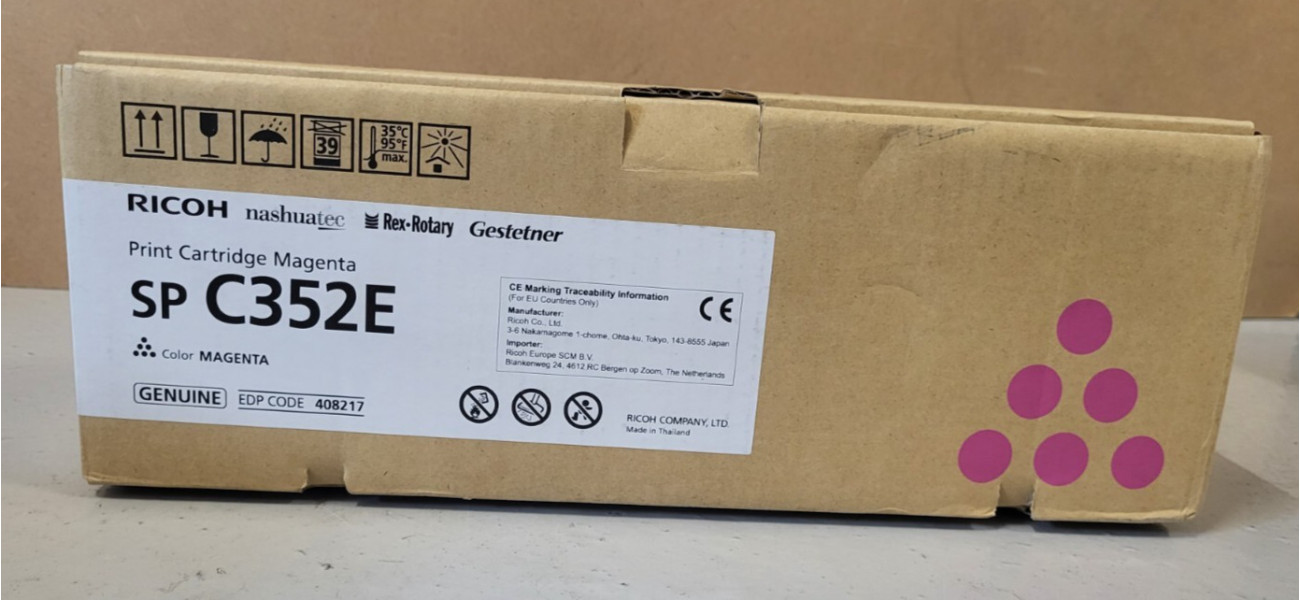 39
35°C
95°F
max.
RICOH nashuatec Rex-Rotary Gestetner
Print Cartridge Magenta
SP C352E
Color MAGENTA
GENUINE EDP CODE 408217
CE Marking Traceability Information
(For EU Countries Only)
CE
Manufacturer:
Ricoh Co., Ltd.
3-6 Nakamagome 1-chome, Ohta-ku, Tokyo, 143-8555 Japan
Importer:
Ricoh Europe SCM B.V.
Blankenweg 24, 4612 RC Bergen op Zoom, The Netherlands
RICOH COMPANY, LTD.
Made in Thailand